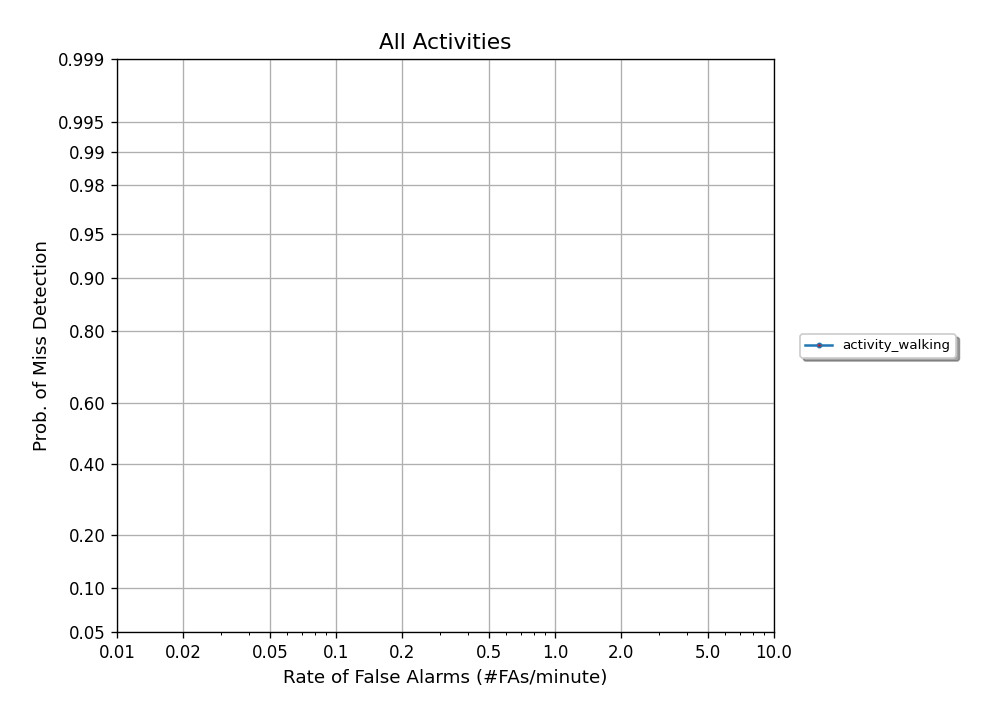 All Activities
0.999
0.995
0.99
0.98
0.95
0.90
0.80
0.60
0.40
0.20
0.10
0.05
Prob. of Miss Detection
0.01 0.02 0.05 0.1 0.2 0.5 1.0 2.0 5.0 10.0
Rate of False Alarms (#FAs/minute)
activity_walking